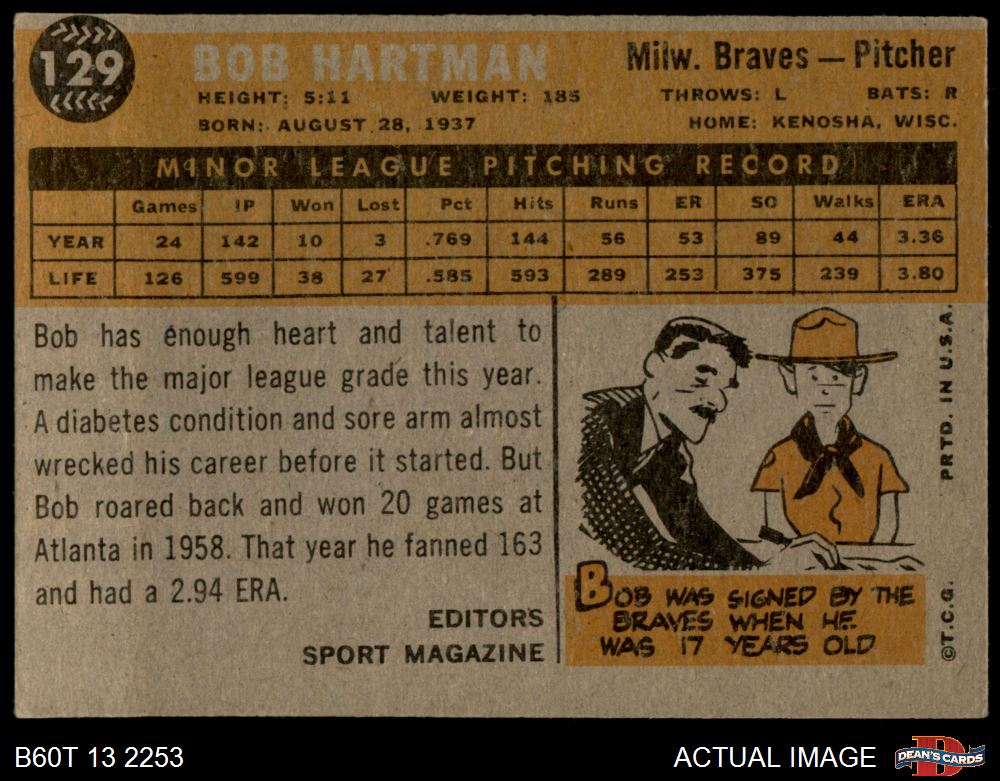 129
BOB HARTMAN
Milw. Braves — Pitcher
HEIGHT: 5:11 WEIGHT: 185 THROWS: L BATS: R
BORN: AUGUST 28, 1937 HOME: KENOSHA, WISC.
MINOR LEAGUE PITCHING RECORD
Games IP Won Lost Pct Hits Runs ER SO Walks ERA
YEAR 24 142 10 3 .769 144 56 53 89 44 3.36
LIFE 126 599 38 27 .585 593 289 253 375 239 3.80
Bob has enough heart and talent to
make the major league grade this year.
A diabetes condition and sore arm almost
wrecked his career before it started. But
Bob roared back and won 20 games at
Atlanta in 1958. That year he fanned 163
and had a 2.94 ERA.
EDITORS
SPORT MAGAZINE
BOB WAS SIGNED BY THE
BRAVES WHEN HE
WAS 17 YEARS OLD
©T.C.G. PRTD. IN U.S.A.
B60T 13 2253
ACTUAL IMAGE
D
DEAN'S CARDS